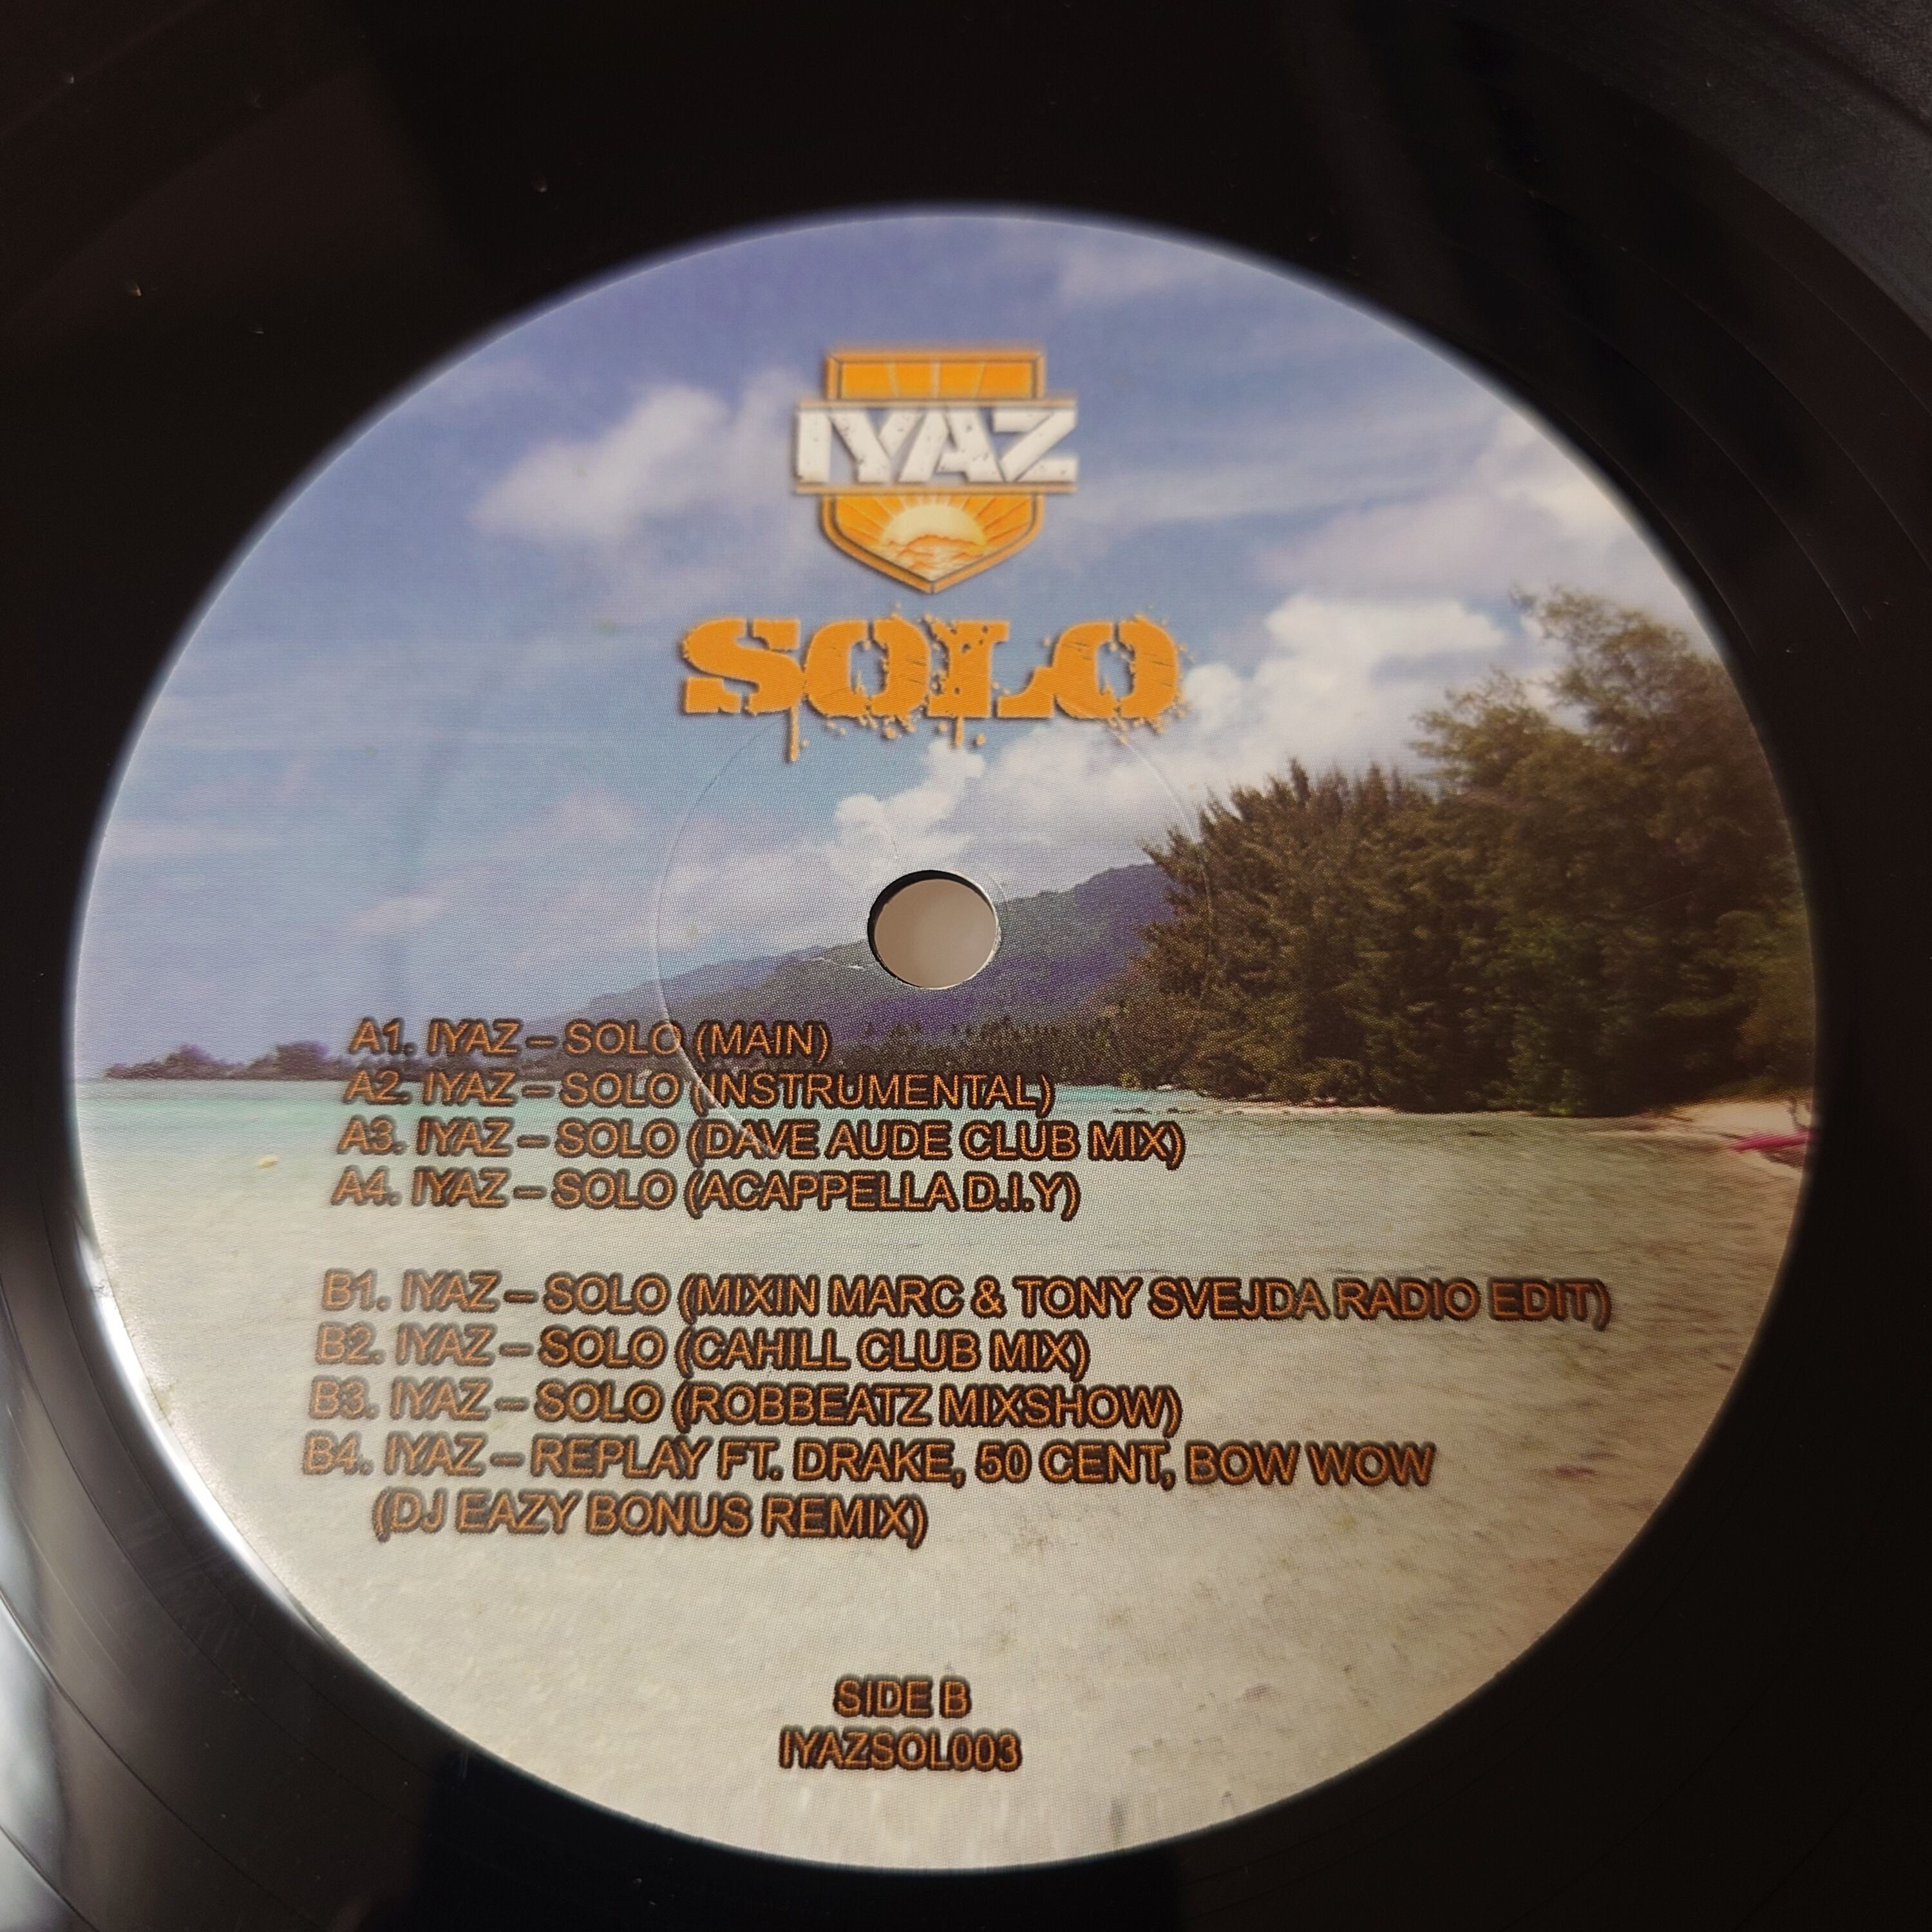 IYAZ
SOLO
A1. IYAZ – SOLO (MAIN)
A2. IYAZ – SOLO (INSTRUMENTAL)
A3. IYAZ – SOLO (DAVE AUDE CLUB MIX)
A4. IYAZ – SOLO (ACAPPELLA D.I.Y)
B1. IYAZ – SOLO (MIXIN MARC & TONY SVEJDA RADIO EDIT)
B2. IYAZ – SOLO (CAHILL CLUB MIX)
B3. IYAZ – SOLO (ROBBEATZ MIXSHOW)
B4. IYAZ – REPLAY FT. DRAKE, 50 CENT, BOW WOW
(DJ EAZY BONUS REMIX)
SIDE B
IYAZSOL003